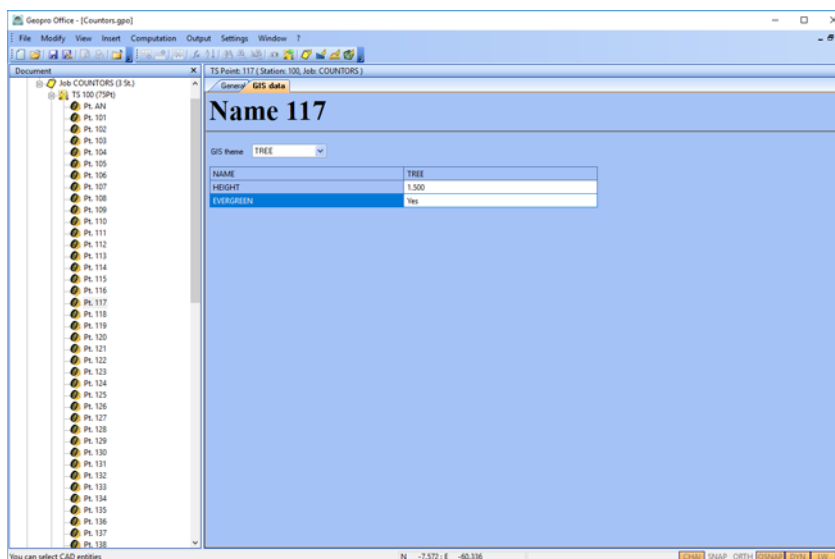 Geopro Office - [Countors.gpo]
File Modify View Insert Computation Output Settings Window ?
Document
Job COUNTORS (3 St.)
TS 100 (75Pt)
Pt. AN
Pt. 101
Pt. 102
Pt. 103
Pt. 104
Pt. 105
Pt. 106
Pt. 107
Pt. 108
Pt. 109
Pt. 110
Pt. 111
Pt. 112
Pt. 113
Pt. 114
Pt. 115
Pt. 116
Pt. 117
Pt. 118
Pt. 119
Pt. 120
Pt. 121
Pt. 122
Pt. 123
Pt. 124
Pt. 125
Pt. 126
Pt. 127
Pt. 128
Pt. 129
Pt. 130
Pt. 131
Pt. 132
Pt. 133
Pt. 134
Pt. 135
Pt. 136
Pt. 137
Pt. 138
TS Point: 117 ( Station: 100, Job: COUNTORS )
General GIS data
Name 117
GIS theme TREE
NAME TREE
HEIGHT 1.500
EVERGREEN Yes
You can select CAD entities N -7.572 : E -60.336 CHAI SNAP ORTH OSNAP DYN LW